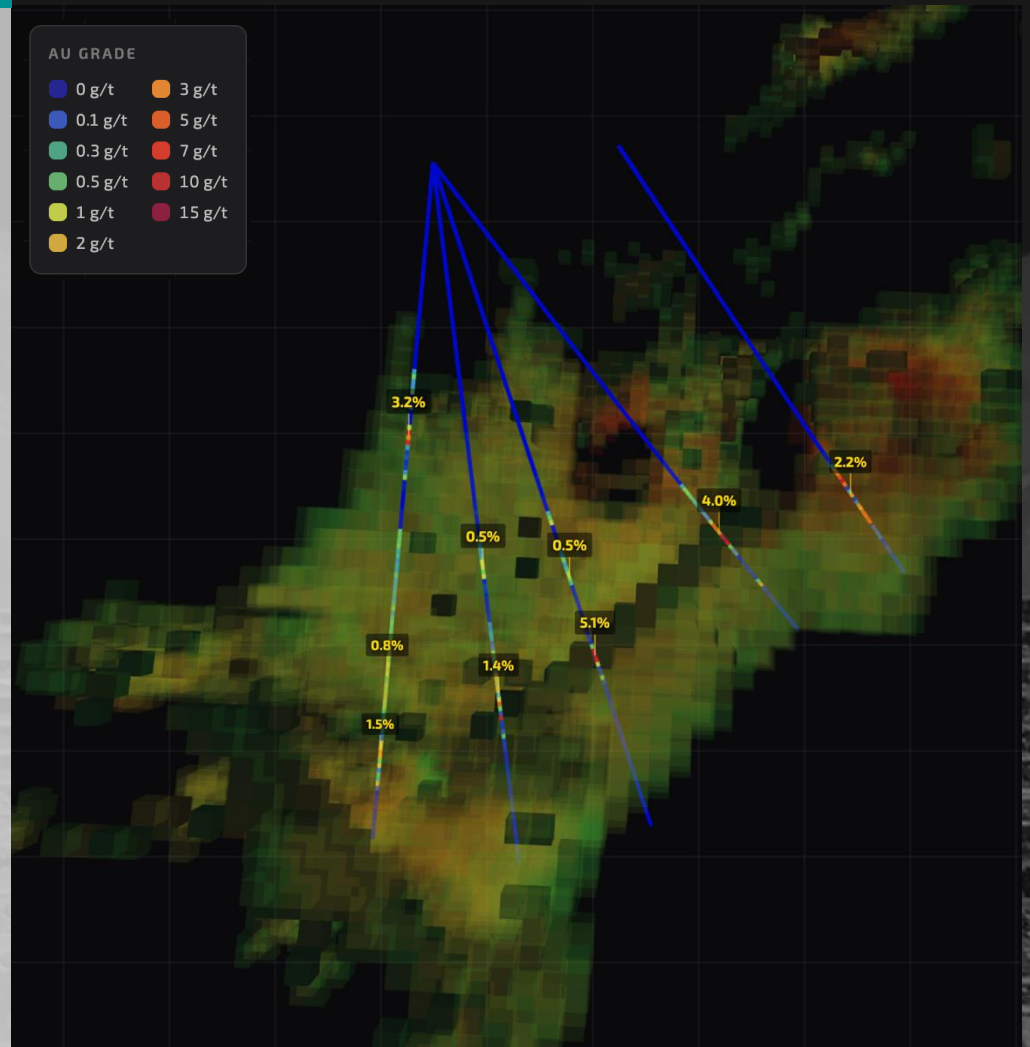 AU GRADE
0 g/t
0.1 g/t
0.3 g/t
0.5 g/t
1 g/t
2 g/t
3 g/t
5 g/t
7 g/t
10 g/t
15 g/t
3.2%
2.2%
4.0%
0.5%
0.5%
5.1%
0.8%
1.4%
1.5%